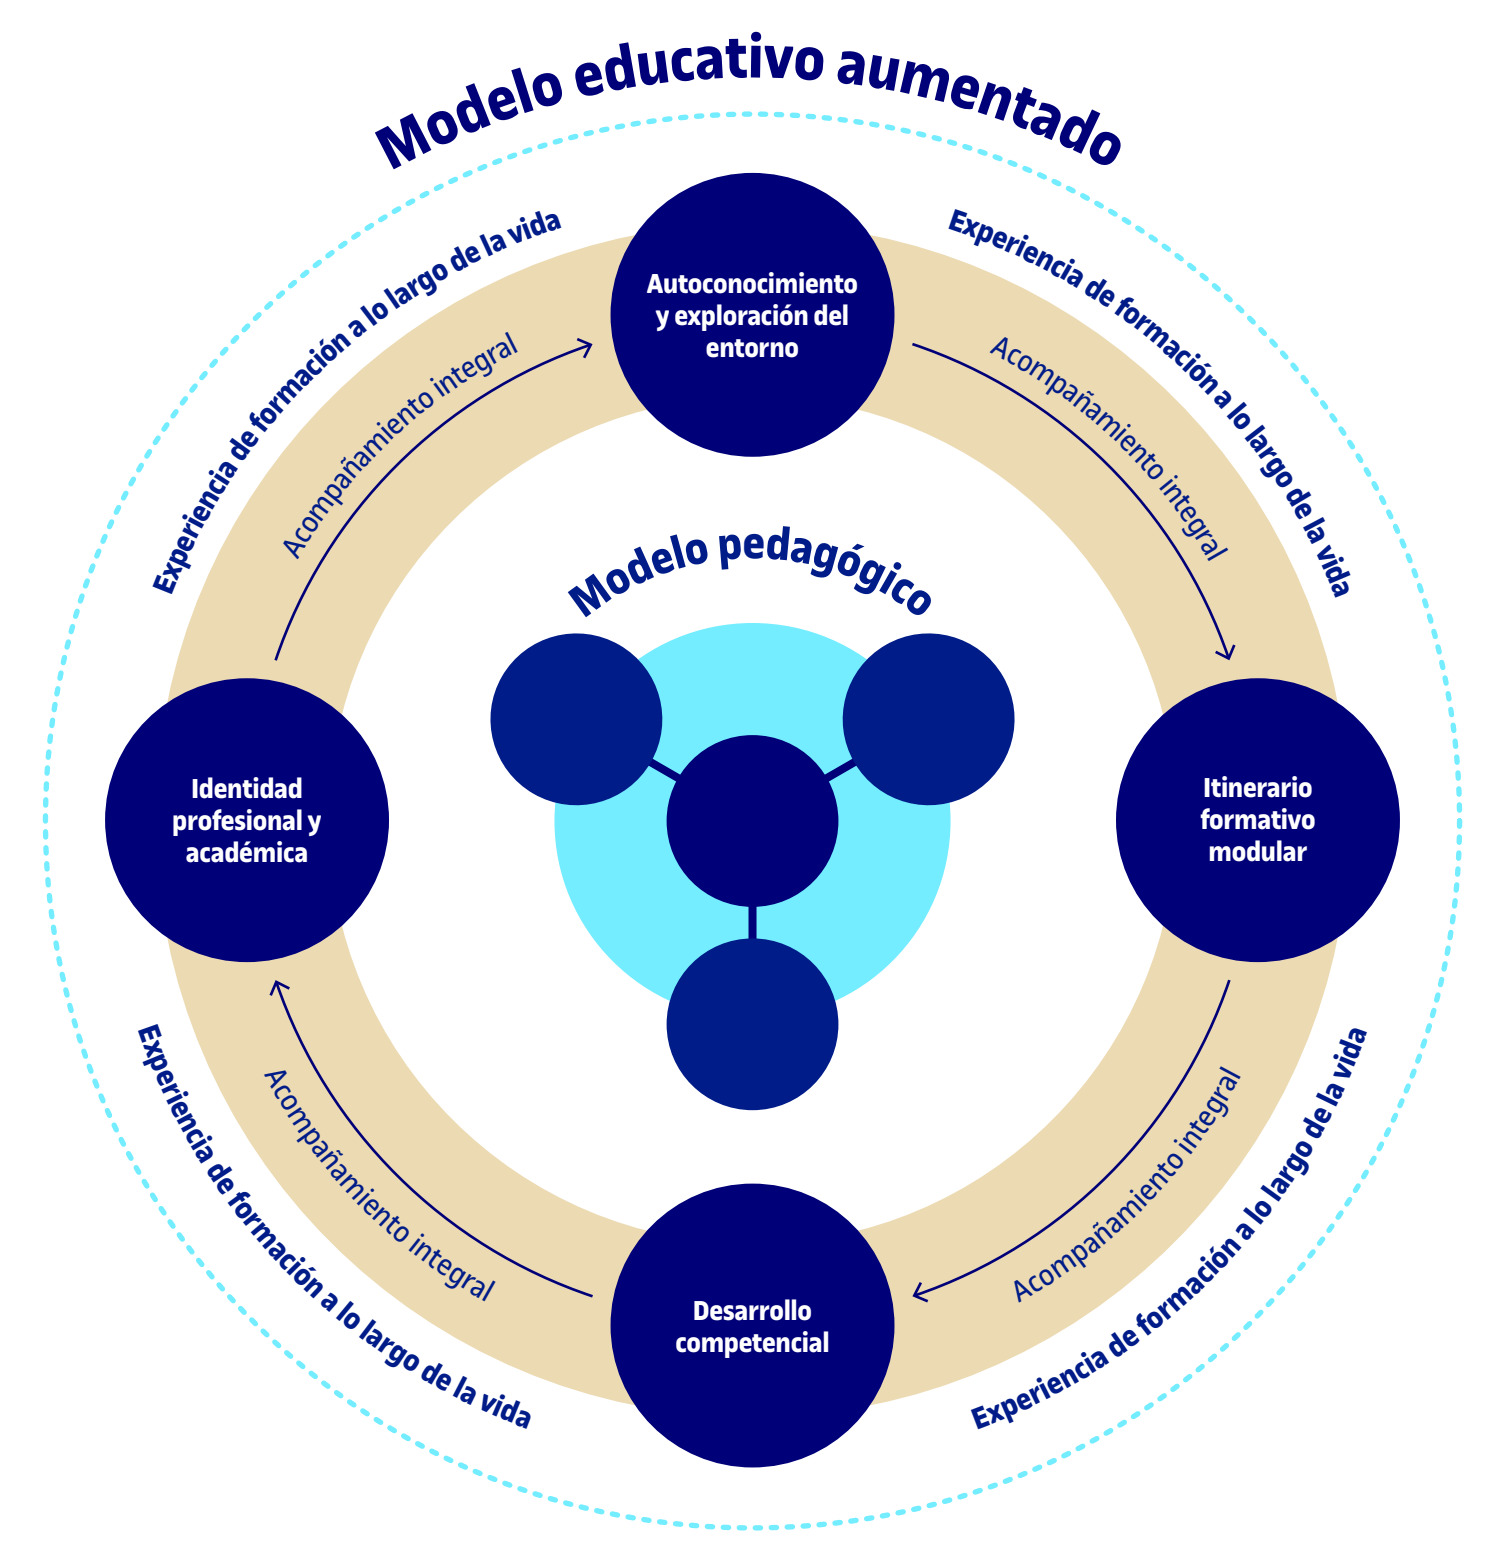 Modelo educativo aumentado
Experiencia de formación a lo largo de la vida
Experiencia de formación a lo largo de la vida
Autoconocimiento
y exploración del
entorno
Acompañamiento integral
Acompañamiento integral
Modelo pedagógico
Identidad
profesional y
académica
Itinerario
formativo
modular
Acompañamiento integral
Acompañamiento integral
Experiencia de formación a lo largo de la vida
Experiencia de formación a lo largo de la vida
Desarrollo
competencial